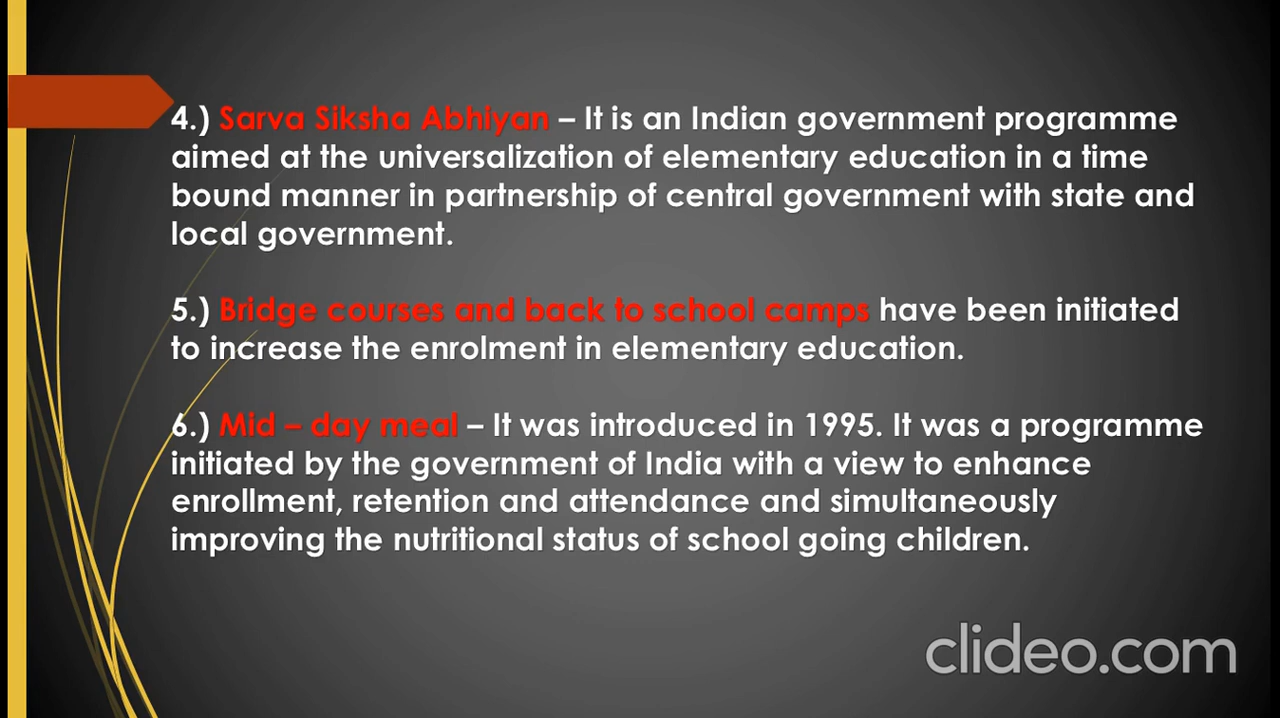 4.) Sarva Siksha Abhiyan – It is an Indian government programme
aimed at the universalization of elementary education in a time
bound manner in partnership of central government with state and
local government.
5.) Bridge courses and back to school camps have been initiated
to increase the enrolment in elementary education.
6.) Mid – day meal – It was introduced in 1995. It was a programme
initiated by the government of India with a view to enhance
enrollment, retention and attendance and simultaneously
improving the nutritional status of school going children.
clideo.com